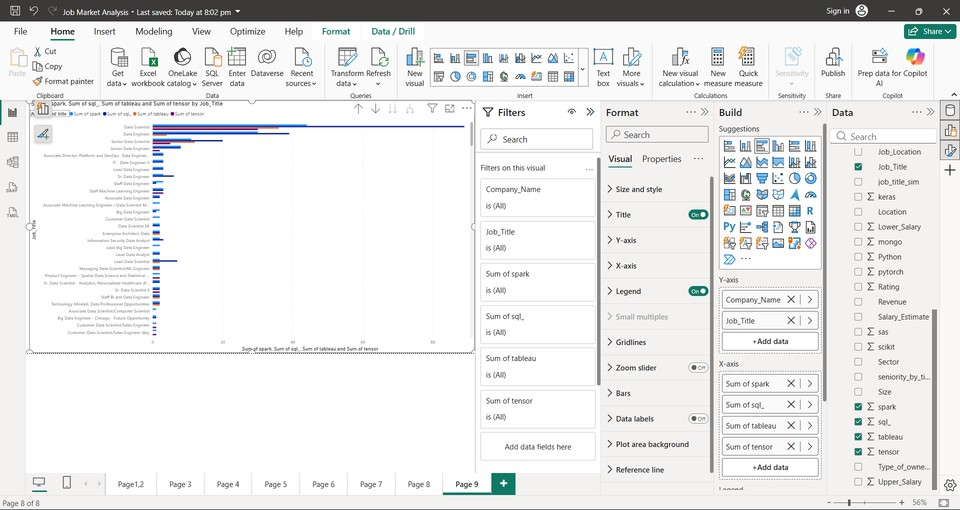 Job Market Analysis • Last saved: Today at 8:02 pm
Sign in
File Home Insert Modeling View Optimize Help Format Data / Drill
Share
Paste
Cut
Copy
Format painter
Clipboard
Get data
Excel workbook
OneLake catalog
SQL Server
Enter data
Dataverse
Recent sources
Data
Transform data
Refresh
Queries
New visual
Text box
More visuals
Insert
New visual calculation
New measure
Quick measure
Calculations
Sensitivity
Sensitivity
Publish
Share
Prep data for AI
Copilot
Copilot
spark, Sum of sql_, Sum of tableau and Sum of tensor by Job_Title
Sum of spark Sum of sql_ Sum of tableau Sum of tensor
Job_Title
Data Scientist
Data Engineer
Senior Data Scientist
Senior Data Engineer
Associate Director, Platform and DevOps - Data Enginee...
Lead Data Engineer
Sr. Data Engineer
Staff Data Engineer
Staff Machine Learning Engineer
Associate Data Engineer
Associate Machine Learning Engineer / Data Scientist M...
Big Data Engineer
Customer Data Scientist
Enterprise Architect, Data
Information Security Data Analyst
Lead Big Data Engineer
Lead Data Analyst
Lead Data Scientist
Managing Data Scientist/ML Engineer
Product Engineer – Spatial Data Science and Statistical ...
Sr. Data Scientist - Analytics, Personalized Healthcare (P...
Sr. Data Scientist II
Staff BI and Data Engineer
Technology-Minded, Data Professional Opportunities
Associate Data Scientist/Computer Scientist
Big Data Engineer - Chicago - Future Opportunity
Customer Data Scientist/Sales Engineer
Customer Data Scientist/Sales Engineer (Bay
0 20 40 60 80
Sum of spark, Sum of sql_, Sum of tableau and Sum of tensor
Filters
Search
Filters on this visual
Company_Name
is (All)
Job_Title
is (All)
Sum of spark
is (All)
Sum of sql_
is (All)
Sum of tableau
is (All)
Sum of tensor
is (All)
Add data fields here
Format
Search
Visual Properties
Size and style
Title On
Y-axis
X-axis
Legend On
Small multiples
Gridlines
Zoom slider Off
Bars
Data labels Off
Plot area background
Reference line
Build
Suggestions
Y-axis
Company_Name
Job_Title
+Add data
X-axis
Sum of spark
Sum of sql_
Sum of tableau
Sum of tensor
+Add data
Legend
Data
Search
Job_Location
Job_Title
job_title_sim
keras
Location
Lower_Salary
mongo
Python
pytorch
Rating
Revenue
Salary_Estimate
sas
scikit
Sector
seniority_by_ti...
Size
spark
sql_
tableau
tensor
Type_of_owne...
Upper_Salary
Page1,2 Page 3 Page 4 Page 5 Page 6 Page 7 Page 8 Page 9
Page 8 of 8
56%